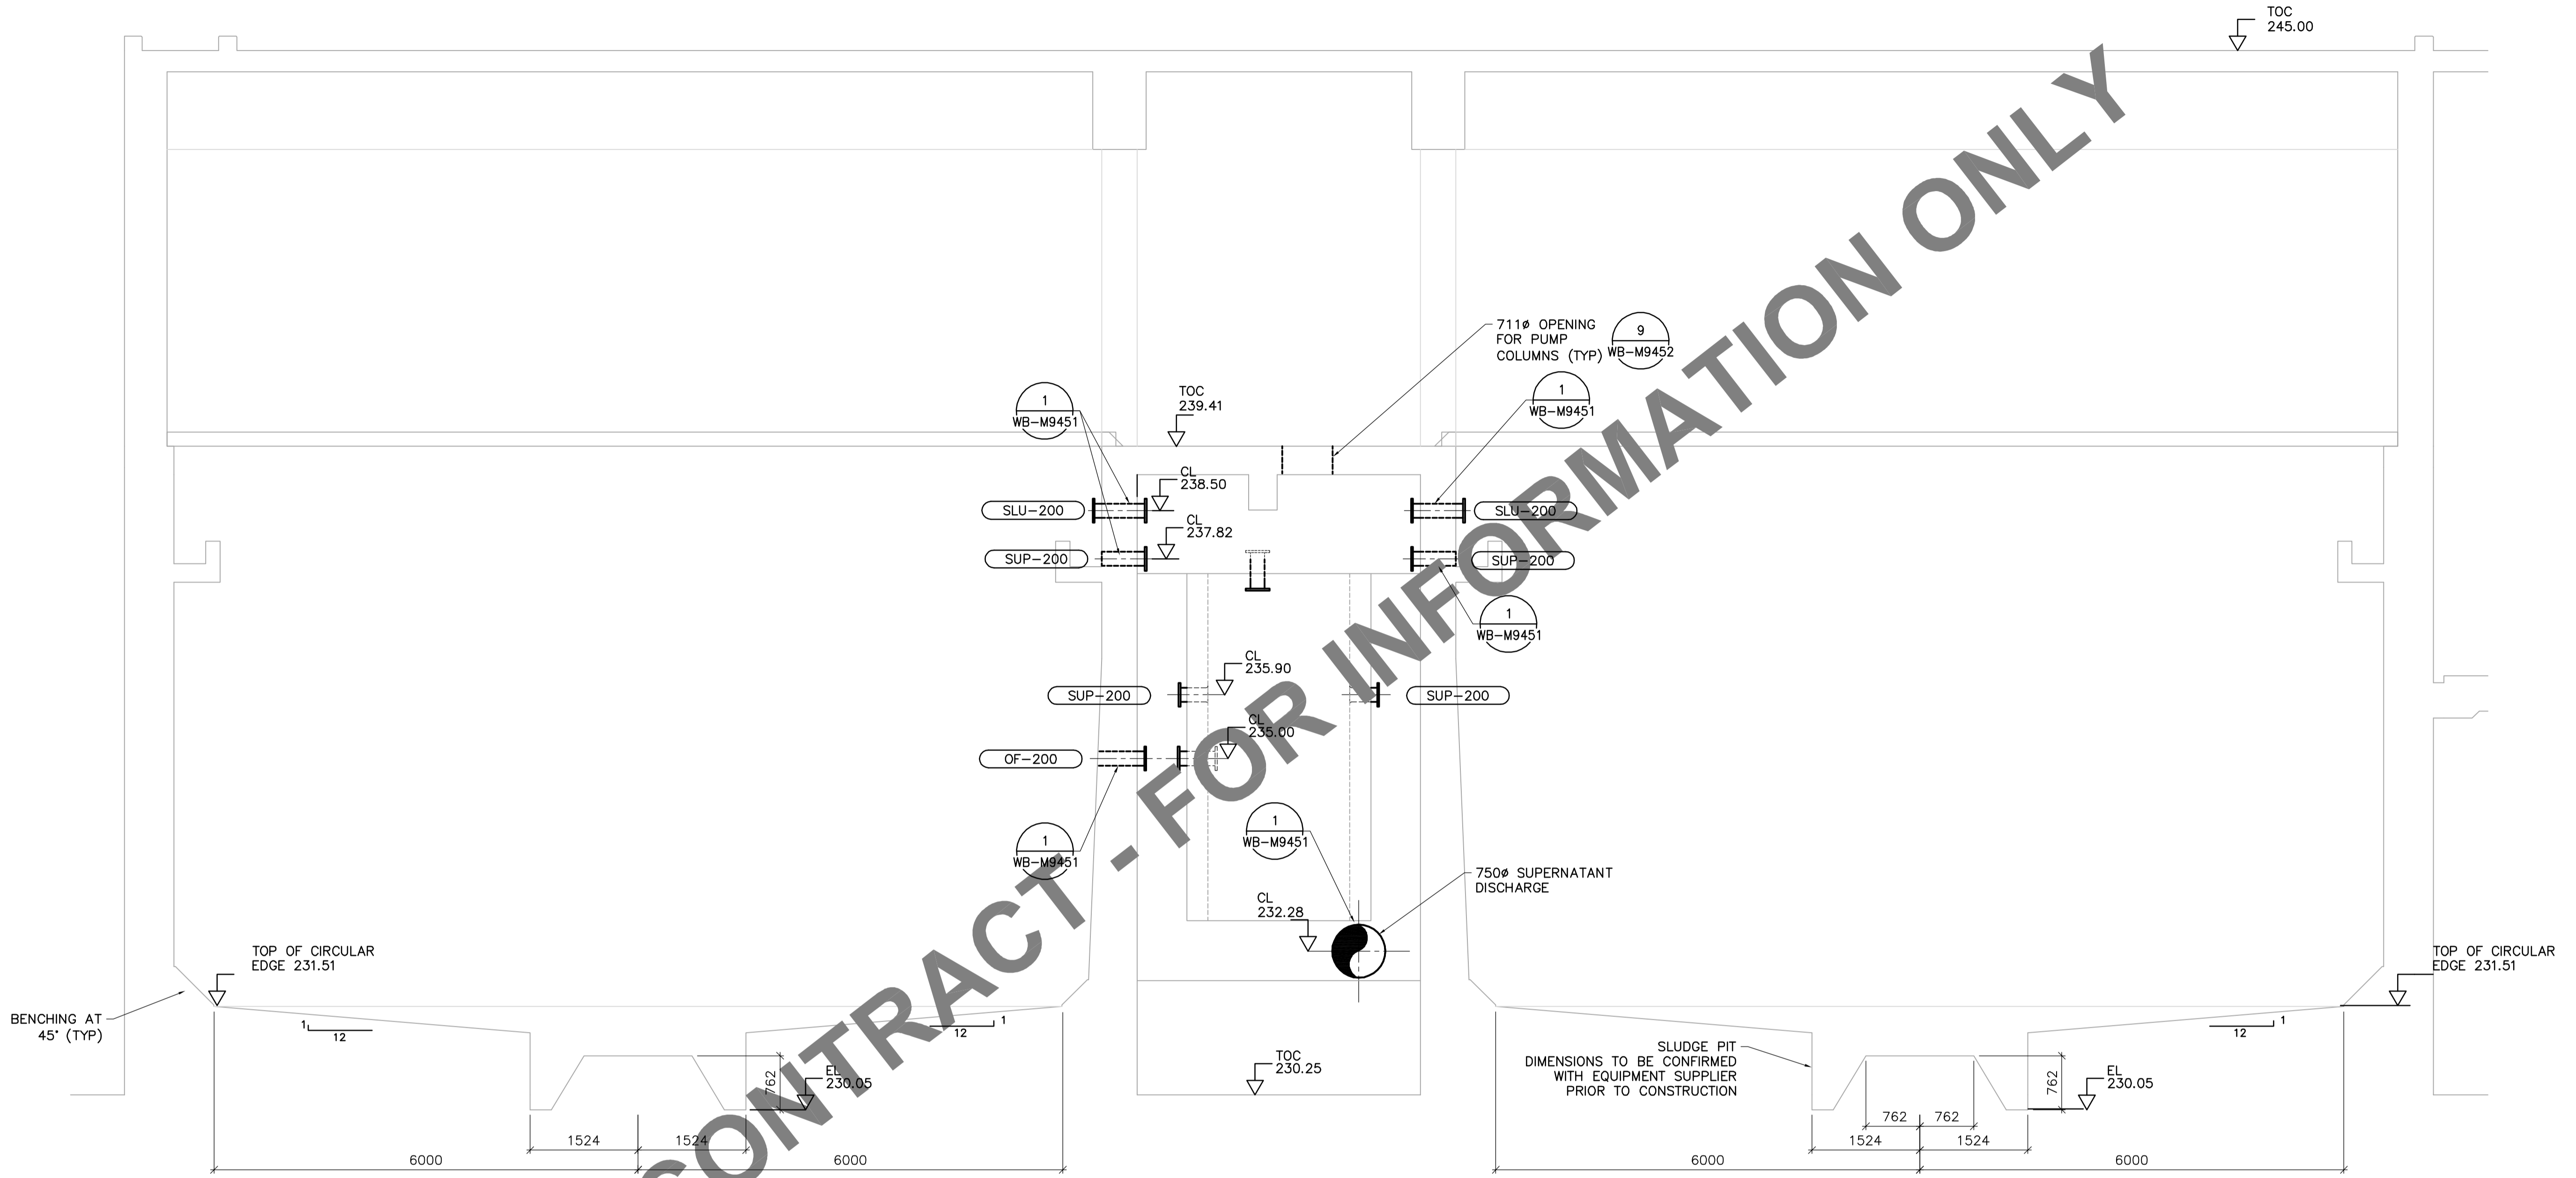 TOC
245.00
711ø OPENING
FOR PUMP
COLUMNS (TYP)
9
WB-M9452
1
WB-M9451
1
WB-M9451
TOC
239.41
CL
238.50
SLU-200
SLU-200
CL
237.82
SUP-200
SUP-200
1
WB-M9451
CL
235.90
SUP-200
SUP-200
CL
235.00
OF-200
1
WB-M9451
1
WB-M9451
750ø SUPERNATANT
DISCHARGE
CL
232.28
TOP OF CIRCULAR
EDGE 231.51
TOP OF CIRCULAR
EDGE 231.51
BENCHING AT
45° (TYP)
1
12
1
12
1
12
SLUDGE PIT
DIMENSIONS TO BE CONFIRMED
WITH EQUIPMENT SUPPLIER
PRIOR TO CONSTRUCTION
TOC
230.25
762
EL
230.05
762
EL
230.05
762
762
1524
1524
1524
1524
6000
6000
6000
6000
CONTRACT - FOR INFORMATION ONLY